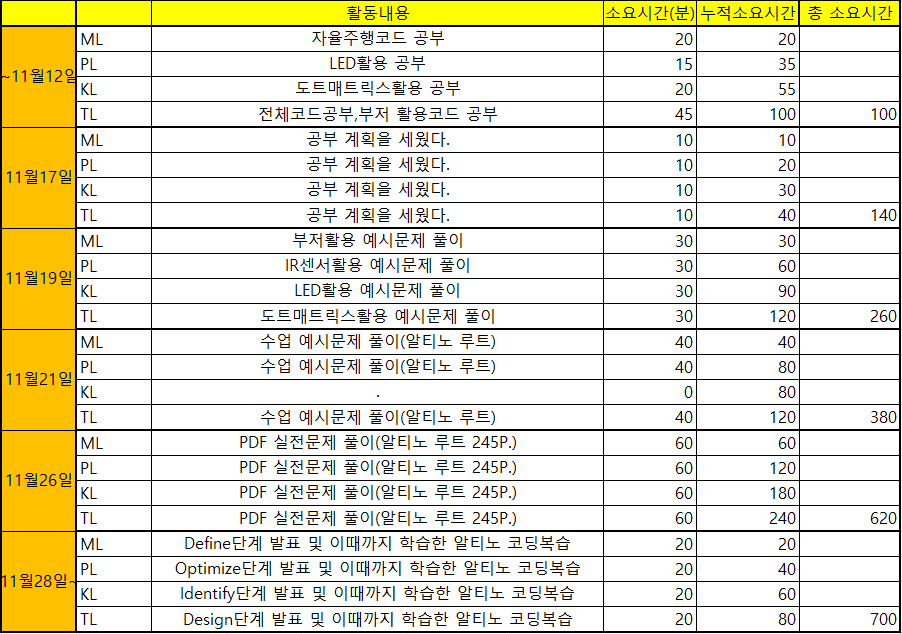 활동내용 소요시간(분) 누적소요시간 총 소요시간
~11월12일
ML 자율주행코드 공부 20 20
PL LED활용 공부 15 35
KL 도트매트릭스활용 공부 20 55
TL 전체코드공부,부저 활용코드 공부 45 100 100
11월17일
ML 공부 계획을 세웠다. 10 10
PL 공부 계획을 세웠다. 10 20
KL 공부 계획을 세웠다. 10 30
TL 공부 계획을 세웠다. 10 40 140
11월19일
ML 부저활용 예시문제 풀이 30 30
PL IR센서활용 예시문제 풀이 30 60
KL LED활용 예시문제 풀이 30 90
TL 도트매트릭스활용 예시문제 풀이 30 120 260
11월21일
ML 수업 예시문제 풀이(알티노 루트) 40 40
PL 수업 예시문제 풀이(알티노 루트) 40 80
KL . 0 80
TL 수업 예시문제 풀이(알티노 루트) 40 120 380
11월26일
ML PDF 실전문제 풀이(알티노 루트 245P.) 60 60
PL PDF 실전문제 풀이(알티노 루트 245P.) 60 120
KL PDF 실전문제 풀이(알티노 루트 245P.) 60 180
TL PDF 실전문제 풀이(알티노 루트 245P.) 60 240 620
11월28일~
ML Define단계 발표 및 이때까지 학습한 알티노 코딩복습 20 20
PL Optimize단계 발표 및 이때까지 학습한 알티노 코딩복습 20 40
KL Identify단계 발표 및 이때까지 학습한 알티노 코딩복습 20 60
TL Design단계 발표 및 이때까지 학습한 알티노 코딩복습 20 80 700